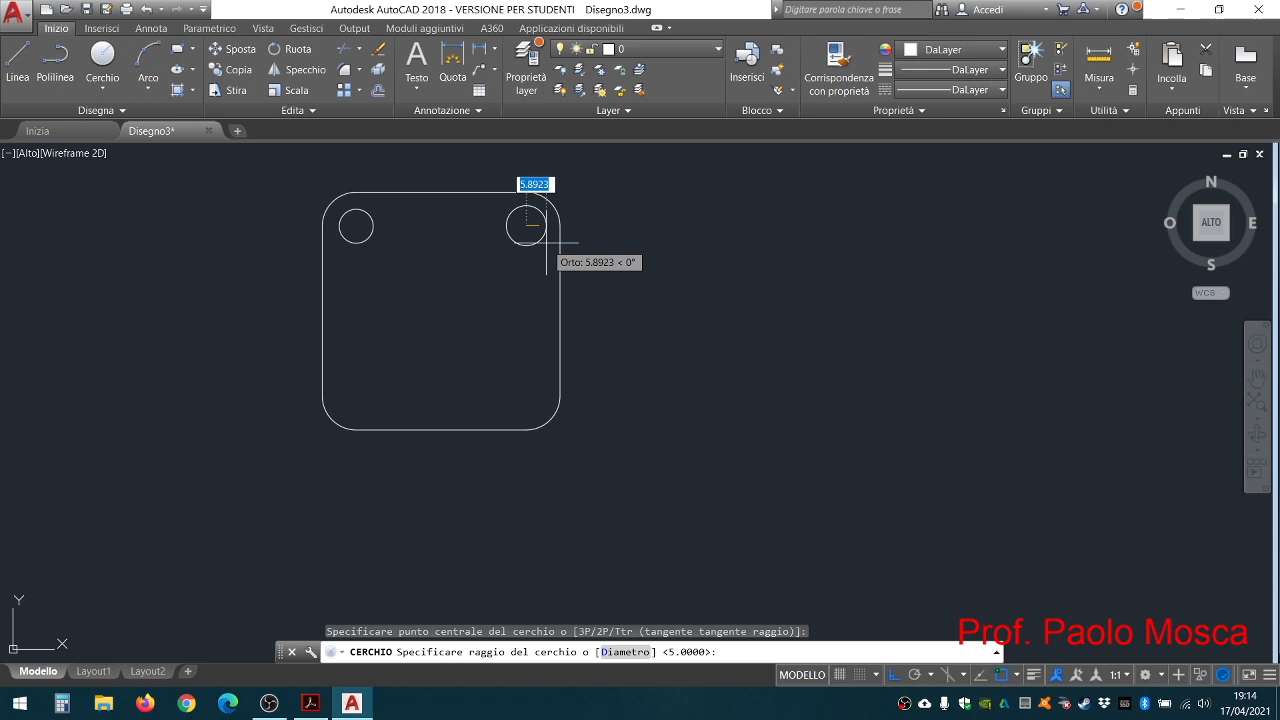 Autodesk AutoCAD 2018 - VERSIONE PER STUDENTI Disegno3.dwg
Digitare parola chiave o frase
Accedi
Inizio Inserisci Annota Parametrico Vista Gestisci Output Moduli aggiuntivi A360 Applicazioni disponibili
Linea Polilinea Cerchio Arco
Sposta Ruota
Copia Specchio
Stira Scala
Testo Quota
Proprietà layer
0
Inserisci
Corrispondenza con proprietà
DaLayer
DaLayer
DaLayer
Gruppo
Misura
Incolla
Base
Disegna Edita Annotazione Layer Blocco Proprietà Gruppi Utilità Appunti Vista
Inizia Disegno3*
[−][Alto][Wireframe 2D]
5.8923
Orto: 5.8923 < 0°
N
O ALTO E
S
WCS
Y
X
Prof. Paolo Mosca
Specificare punto centrale del cerchio o [3P/2P/Ttr (tangente tangente raggio)]:
CERCHIO Specificare raggio del cerchio o [Diametro] <5.0000>:
Modello Layout1 Layout2
MODELLO
1:1
19:14
17/04/2021